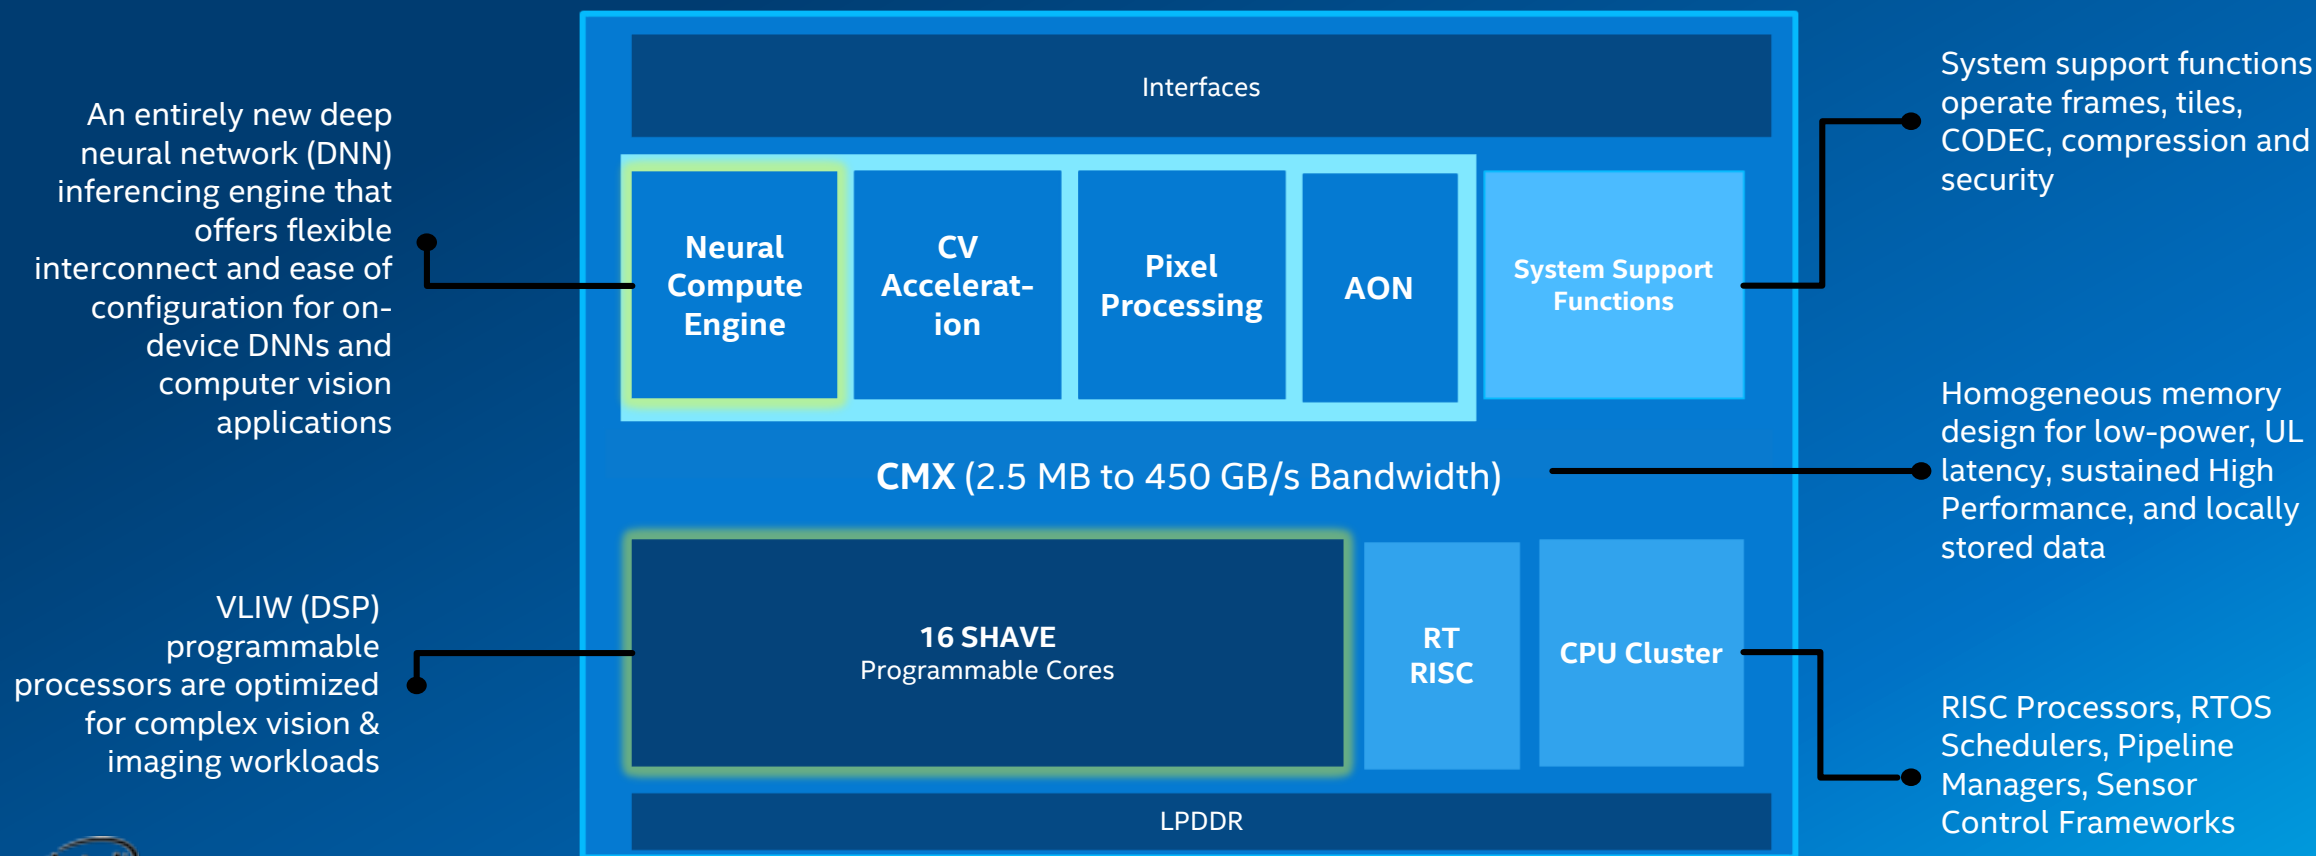 Interfaces
An entirely new deep
neural network (DNN)
inferencing engine that
offers flexible
interconnect and ease of
configuration for on-
device DNNs and
computer vision
applications
Neural
Compute
Engine
CV
Accelerat-
ion
Pixel
Processing
AON
System Support
Functions
System support functions
operate frames, tiles,
CODEC, compression and
security
CMX (2.5 MB to 450 GB/s Bandwidth)
Homogeneous memory
design for low-power, UL
latency, sustained High
Performance, and locally
stored data
VLIW (DSP)
programmable
processors are optimized
for complex vision &
imaging workloads
16 SHAVE
Programmable Cores
RT
RISC
CPU Cluster
RISC Processors, RTOS
Schedulers, Pipeline
Managers, Sensor
Control Frameworks
LPDDR